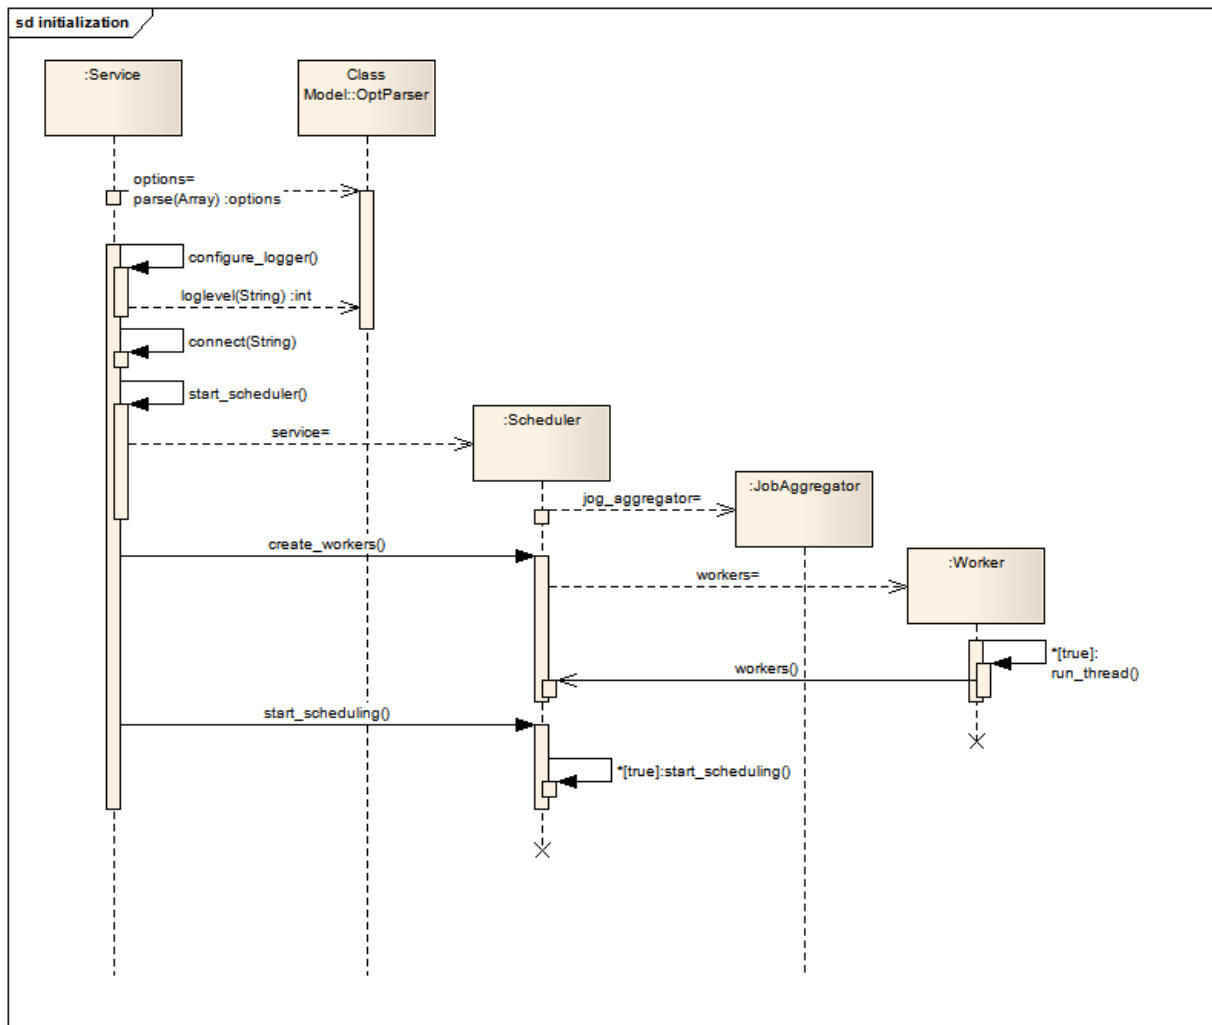 sd initialization
:Service
Class
Model::OptParser
options=
parse(Array) :options
configure_logger()
loglevel(String) :int
connect(String)
start_scheduler()
service=
:Scheduler
jog_aggregator=
:JobAggregator
create_workers()
workers=
:Worker
*[true]:
run_thread()
workers()
start_scheduling()
*[true]:start_scheduling()